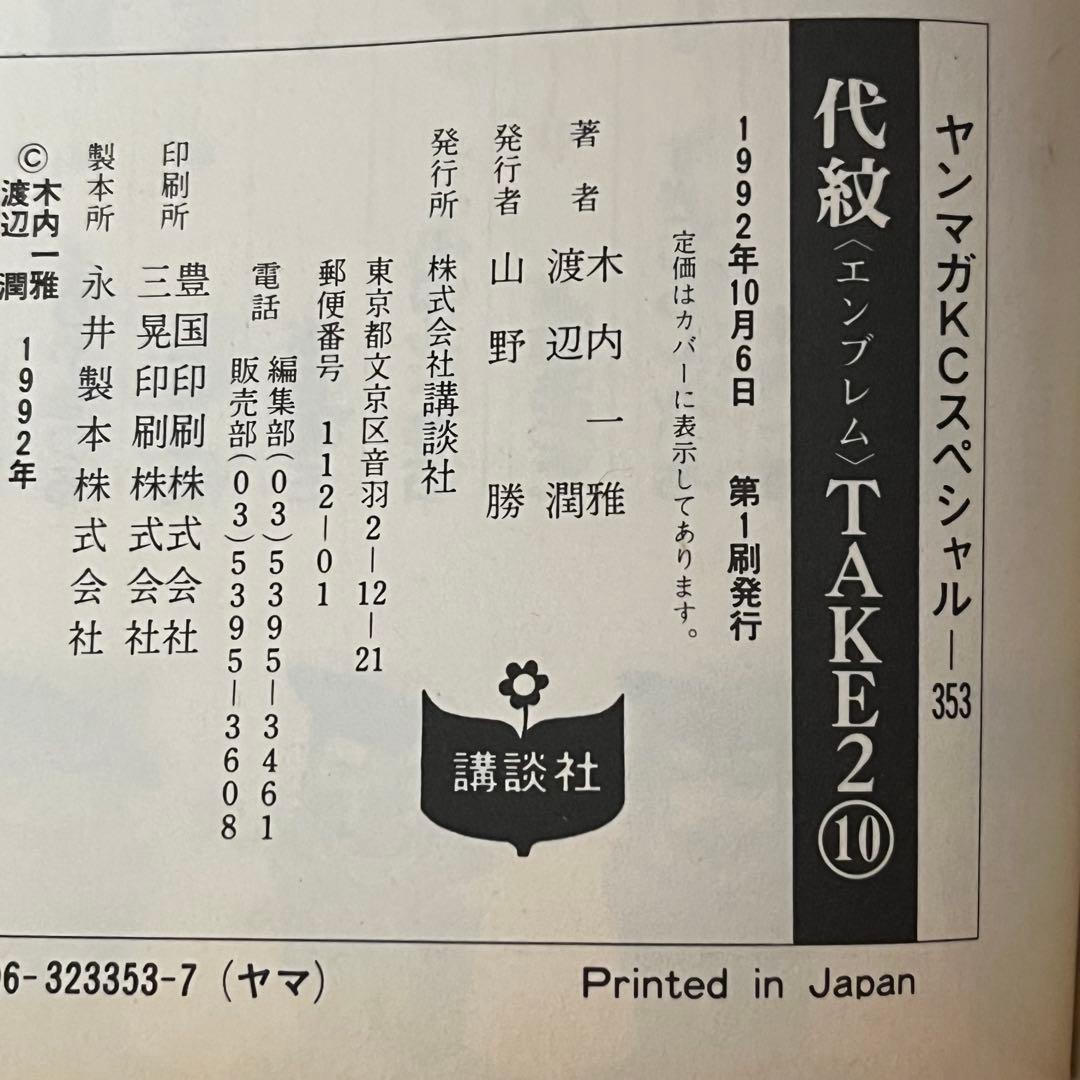 ヤンマガKCスペシャル―353
代紋〈エンブレム〉TAKE2⑩
1992年10月6日 第1刷発行
定価はカバーに表示してあります。
著者 木内一雅
渡辺潤
発行者 山野勝
発行所 株式会社講談社
東京都文京区音羽2―12―21
郵便番号 112―01
電話 編集部(03)5395―3461
販売部(03)5395―3608
印刷所 豊国印刷株式会社
三晃印刷株式会社
製本所 永井製本株式会社
©木内一雅
渡辺潤 1992年
講談社
06-323353-7 (ヤマ)
Printed in Japan